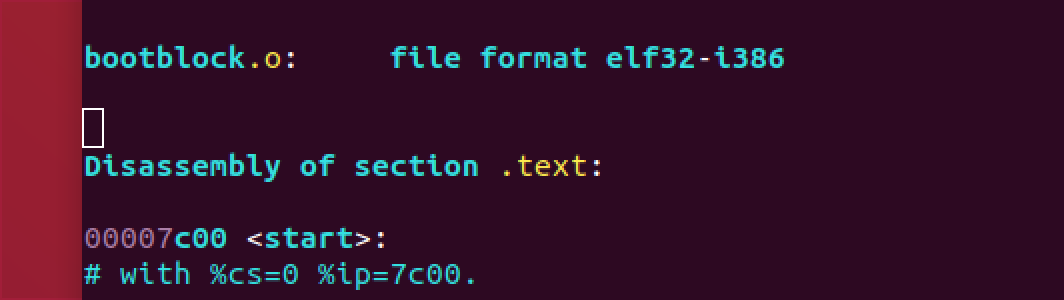 bootblock.o:     file format elf32-i386
Disassembly of section .text:
00007c00 <start>:
# with %cs=0 %ip=7c00.